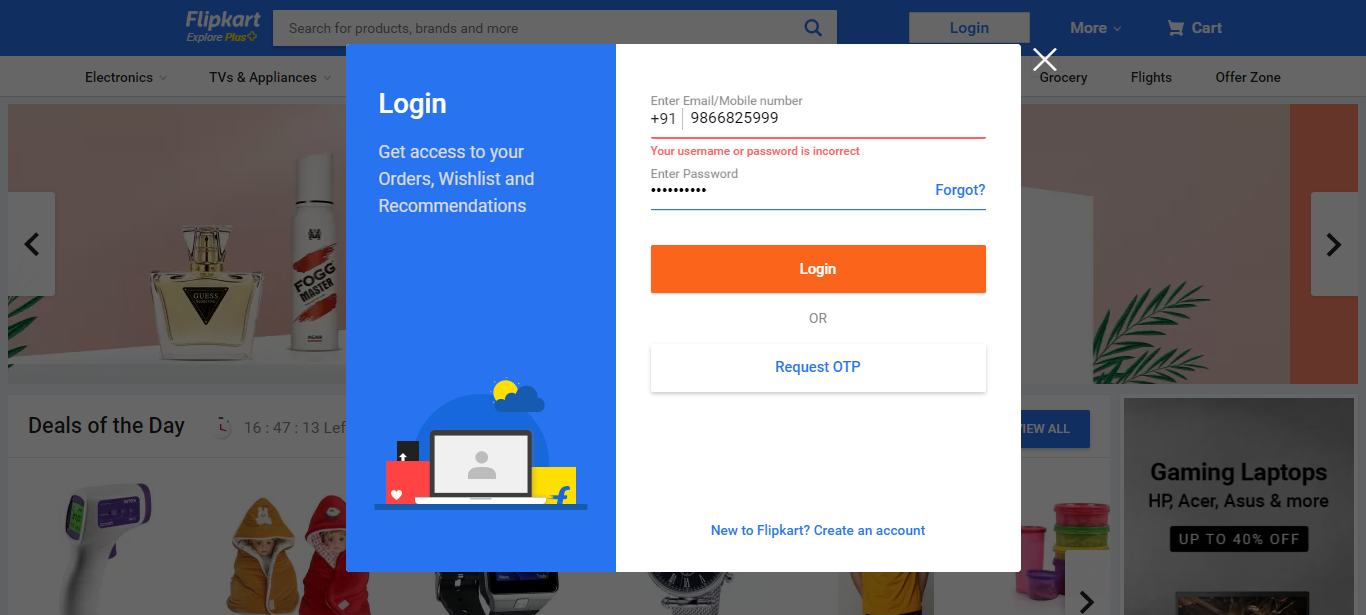 Flipkart
Explore Plus
Search for products, brands and more
Login
More
Cart
Electronics
TVs & Appliances
Grocery
Flights
Offer Zone
Login
Get access to your
Orders, Wishlist and
Recommendations
Enter Email/Mobile number
+91 9866825999
Your username or password is incorrect
Enter Password
••••••••••
Forgot?
Login
OR
Request OTP
New to Flipkart? Create an account
GUESS
FOGG
MASTER
Deals of the Day
16 : 47 : 13 Lef
VIEW ALL
Gaming Laptops
HP, Acer, Asus & more
UP TO 40% OFF